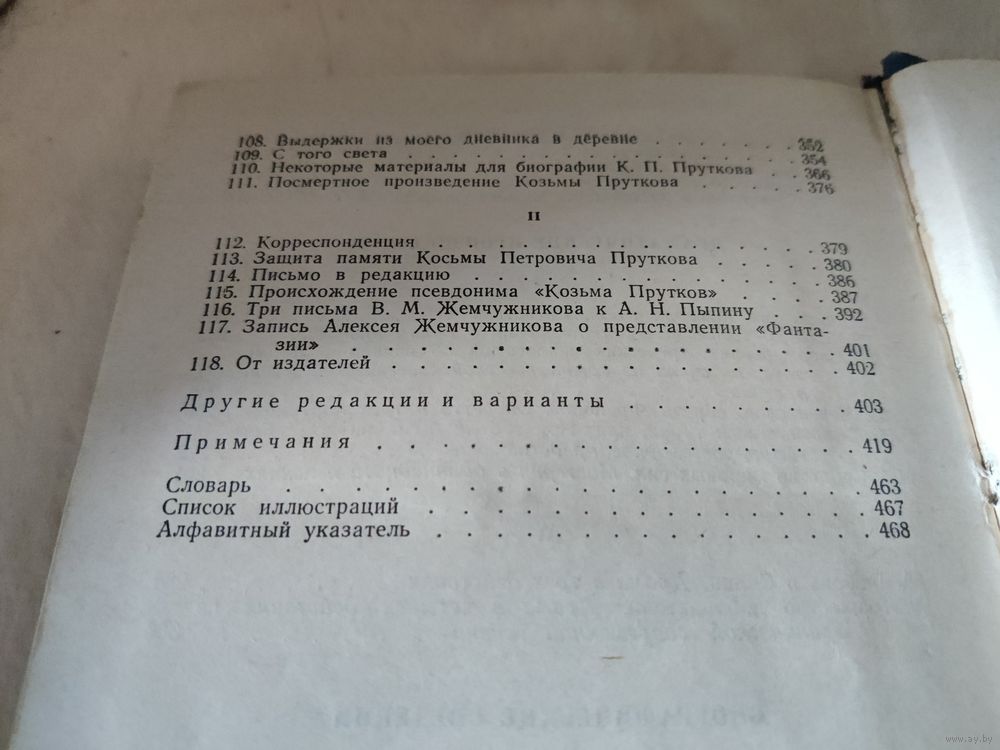 108. Выдержки из моего дневника в деревне . . . . . . . 352
109. С того света . . . . . . . . . . . . . . . . . 354
110. Некоторые материалы для биографии К. П. Пруткова . . 366
111. Посмертное произведение Козьмы Пруткова . . . . . 376
II
112. Корреспонденция . . . . . . . . . . . . . . . 379
113. Защита памяти Косьмы Петровича Пруткова . . . . . 380
114. Письмо в редакцию . . . . . . . . . . . . . . 386
115. Происхождение псевдонима «Козьма Прутков» . . . . 387
116. Три письма В. М. Жемчужникова к А. Н. Пыпину . . . 392
117. Запись Алексея Жемчужникова о представлении «Фанта-
зии» . . . . . . . . . . . . . . . . . . 401
118. От издателей . . . . . . . . . . . . . . . . . 402
Другие редакции и варианты . . . . . . . . 403
Примечания . . . . . . . . . . . . . . . . 419
Словарь . . . . . . . . . . . . . . . . . . . . 463
Список иллюстраций . . . . . . . . . . . . . . . 467
Алфавитный указатель . . . . . . . . . . . . . . . 468
www.ay.by